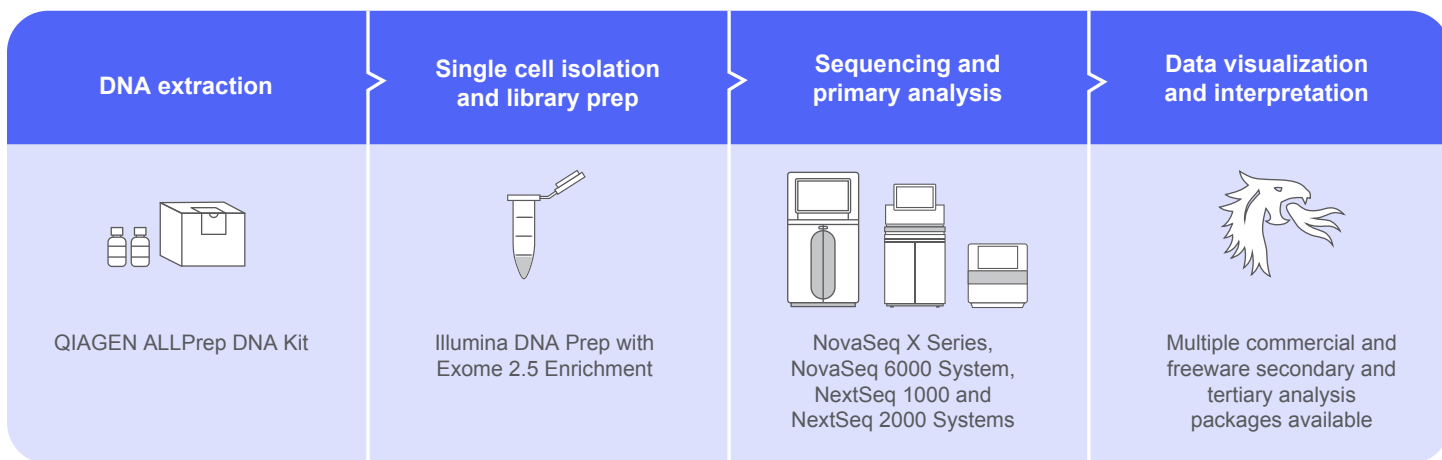 DNA extraction
Single cell isolation
and library prep
Sequencing and
primary analysis
Data visualization
and interpretation
QIAGEN ALLPrep DNA Kit
Illumina DNA Prep with
Exome 2.5 Enrichment
NovaSeq X Series,
NovaSeq 6000 System,
NextSeq 1000 and
NextSeq 2000 Systems
Multiple commercial and
freeware secondary and
tertiary analysis
packages available